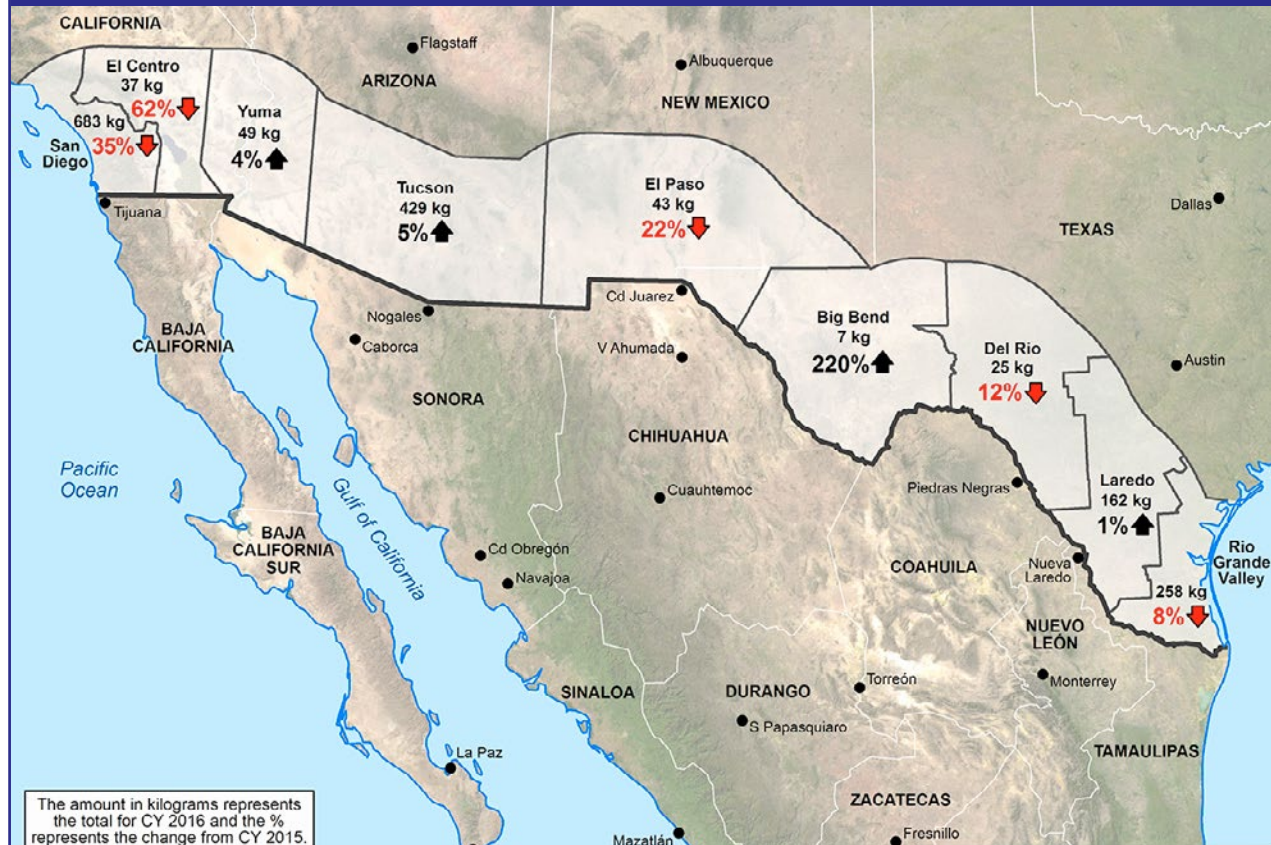 CALIFORNIA
Flagstaff
ARIZONA
Albuquerque
NEW MEXICO
El Centro
37 kg
62%
683 kg
35%
San
Diego
Yuma
49 kg
4%
Tucson
429 kg
5%
El Paso
43 kg
22%
Dallas
TEXAS
Tijuana
Big Bend
7 kg
220%
Del Rio
25 kg
12%
Austin
Laredo
162 kg
1%
Rio
Grande
Valley
258 kg
8%
Cd Juarez
Nogales
Caborca
V Ahumada
BAJA
CALIFORNIA
SONORA
CHIHUAHUA
Pacific
Ocean
Gulf of California
Cuauhtemoc
Piedras Negras
BAJA
CALIFORNIA
SUR
Cd Obregón
Navajoa
COAHUILA
Nueva
Laredo
NUEVO
LEÓN
Monterrey
SINALOA
DURANGO
Torreón
S Papasquiaro
TAMAULIPAS
La Paz
ZACATECAS
Mazatlán
Fresnillo
The amount in kilograms represents
the total for CY 2016 and the %
represents the change from CY 2015.